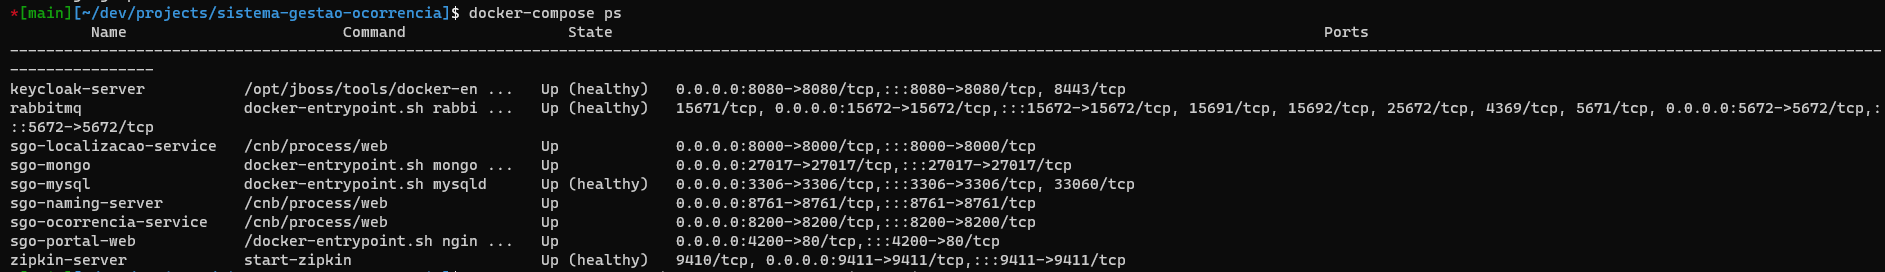 *[main][~/dev/projects/sistema-gestao-ocorrencia]$ docker-compose ps
         Name                        Command                  State                                                                               Ports
----------------------------------------------------------------------------------------------------------------------------------------------------------------------------------------------------------------
----------------
keycloak-server           /opt/jboss/tools/docker-en ...   Up (healthy)   0.0.0.0:8080->8080/tcp,:::8080->8080/tcp, 8443/tcp
rabbitmq                  docker-entrypoint.sh rabbi ...   Up (healthy)   15671/tcp, 0.0.0.0:15672->15672/tcp,:::15672->15672/tcp, 15691/tcp, 15692/tcp, 25672/tcp, 4369/tcp, 5671/tcp, 0.0.0.0:5672->5672/tcp,:
::5672->5672/tcp
sgo-localizacao-service   /cnb/process/web                 Up             0.0.0.0:8000->8000/tcp,:::8000->8000/tcp
sgo-mongo                 docker-entrypoint.sh mongo ...   Up             0.0.0.0:27017->27017/tcp,:::27017->27017/tcp
sgo-mysql                 docker-entrypoint.sh mysqld      Up (healthy)   0.0.0.0:3306->3306/tcp,:::3306->3306/tcp, 33060/tcp
sgo-naming-server         /cnb/process/web                 Up             0.0.0.0:8761->8761/tcp,:::8761->8761/tcp
sgo-ocorrencia-service    /cnb/process/web                 Up             0.0.0.0:8200->8200/tcp,:::8200->8200/tcp
sgo-portal-web            /docker-entrypoint.sh ngin ...   Up             0.0.0.0:4200->80/tcp,:::4200->80/tcp
zipkin-server             start-zipkin                     Up (healthy)   9410/tcp, 0.0.0.0:9411->9411/tcp,:::9411->9411/tcp